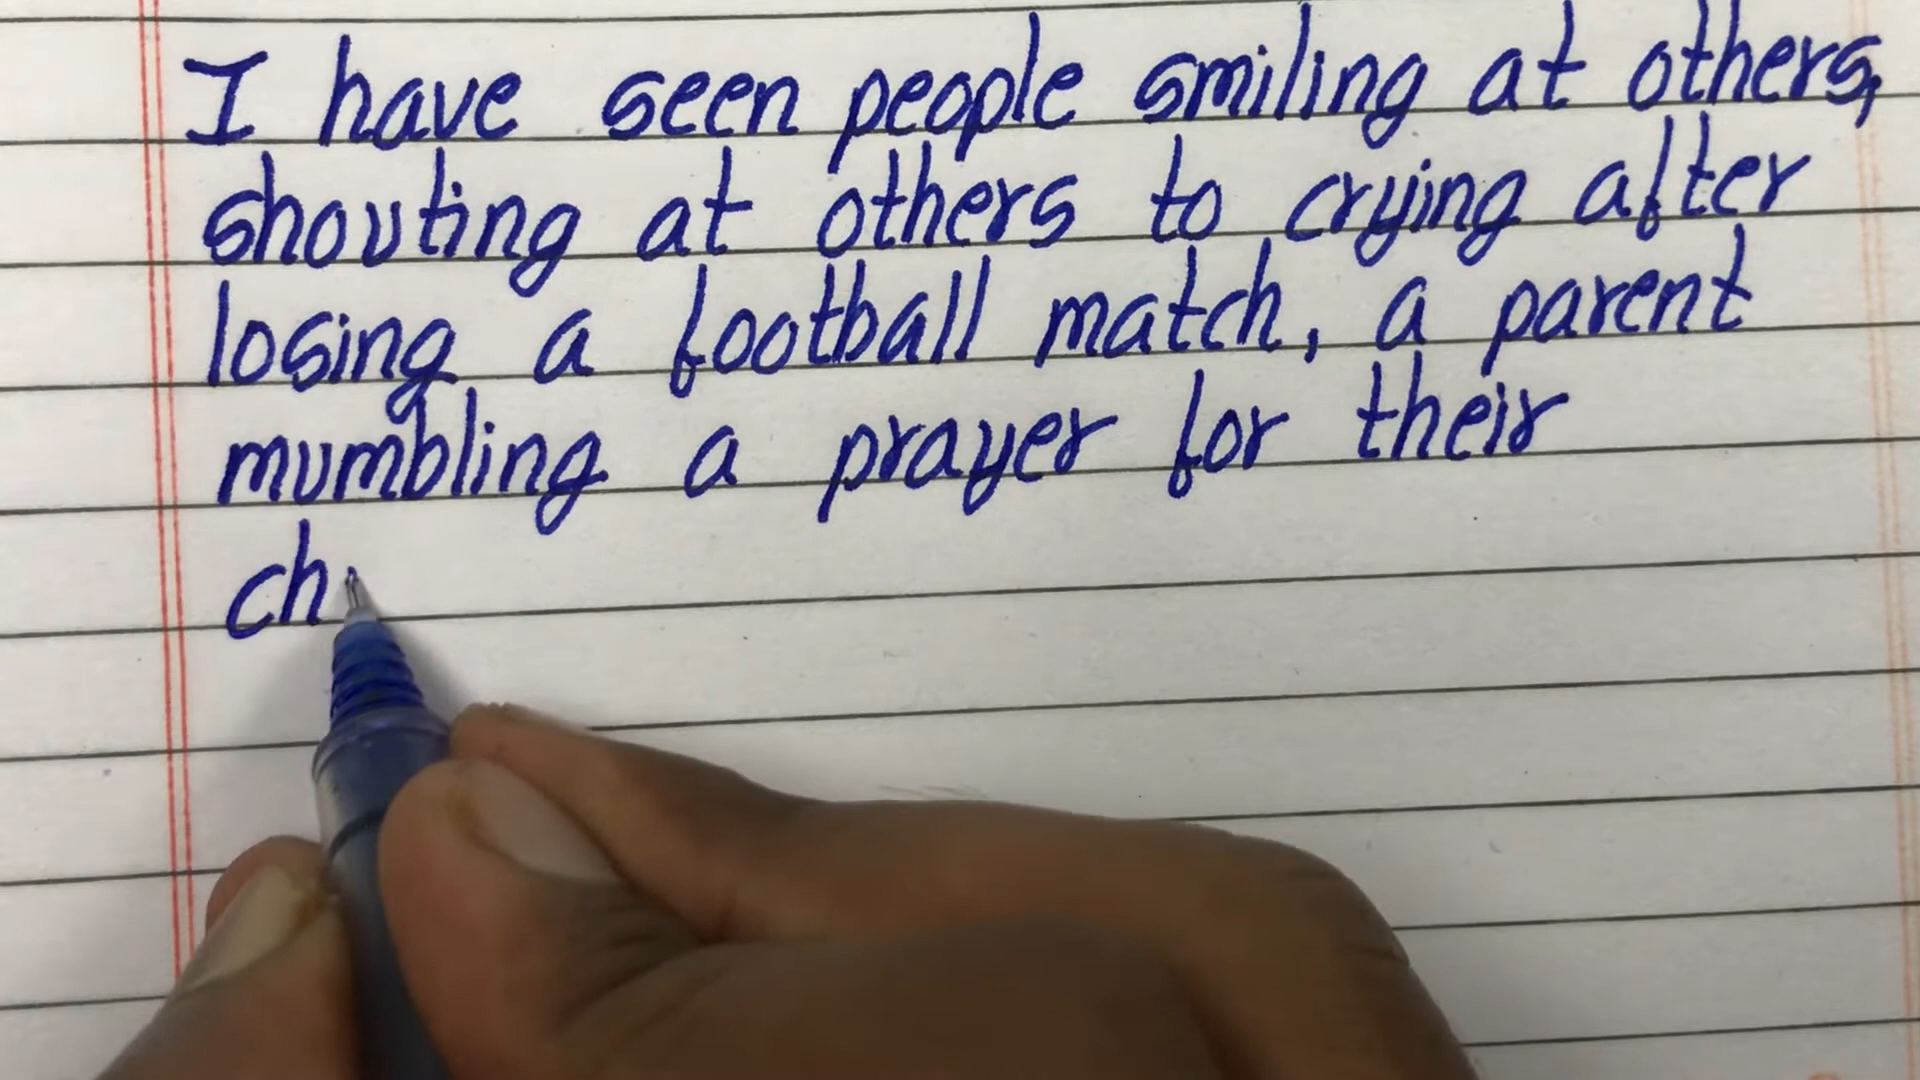 I have seen people smiling at others,
shouting at others to crying after
losing a football match, a parent
mumbling a prayer for their
ch